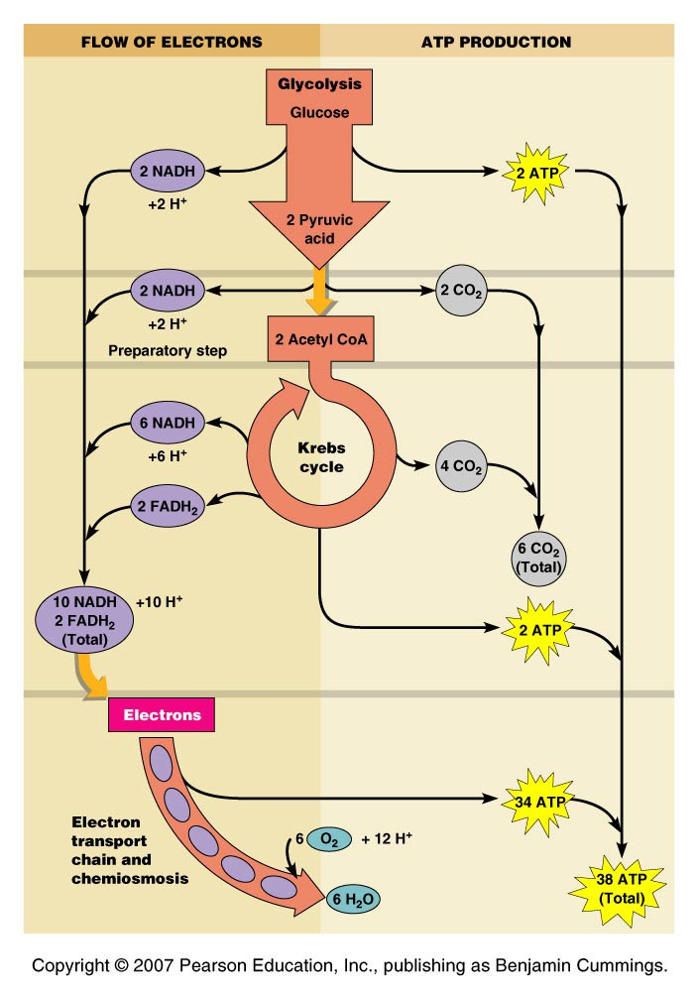 FLOW OF ELECTRONS
ATP PRODUCTION
Glycolysis
Glucose
2 NADH
+2 H⁺
2 ATP
2 Pyruvic
acid
2 NADH
+2 H⁺
2 CO₂
Preparatory step
2 Acetyl CoA
6 NADH
+6 H⁺
Krebs
cycle
4 CO₂
2 FADH₂
6 CO₂
(Total)
10 NADH
2 FADH₂
(Total)
+10 H⁺
2 ATP
Electrons
34 ATP
Electron
transport
chain and
chemiosmosis
6 O₂ + 12 H⁺
6 H₂O
38 ATP
(Total)
Copyright © 2007 Pearson Education, Inc., publishing as Benjamin Cummings.